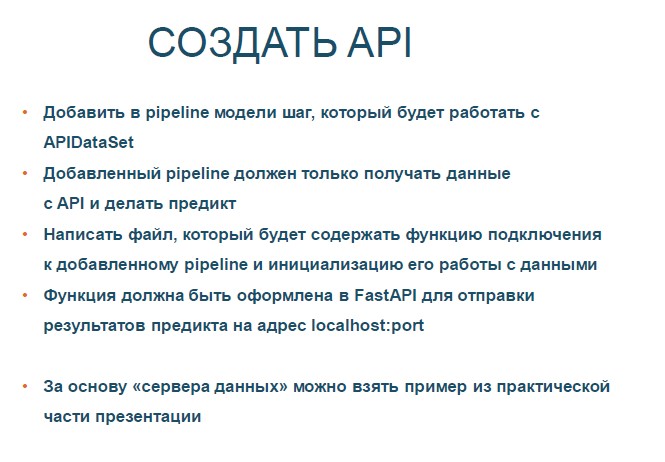 СОЗДАТЬ API
• Добавить в pipeline модели шаг, который будет работать с
APIDataSet
• Добавленный pipeline должен только получать данные
с API и делать предикт
• Написать файл, который будет содержать функцию подключения
к добавленному pipeline и инициализацию его работы с данными
• Функция должна быть оформлена в FastAPI для отправки
результатов предикта на адрес localhost:port
• За основу «сервера данных» можно взять пример из практической
части презентации